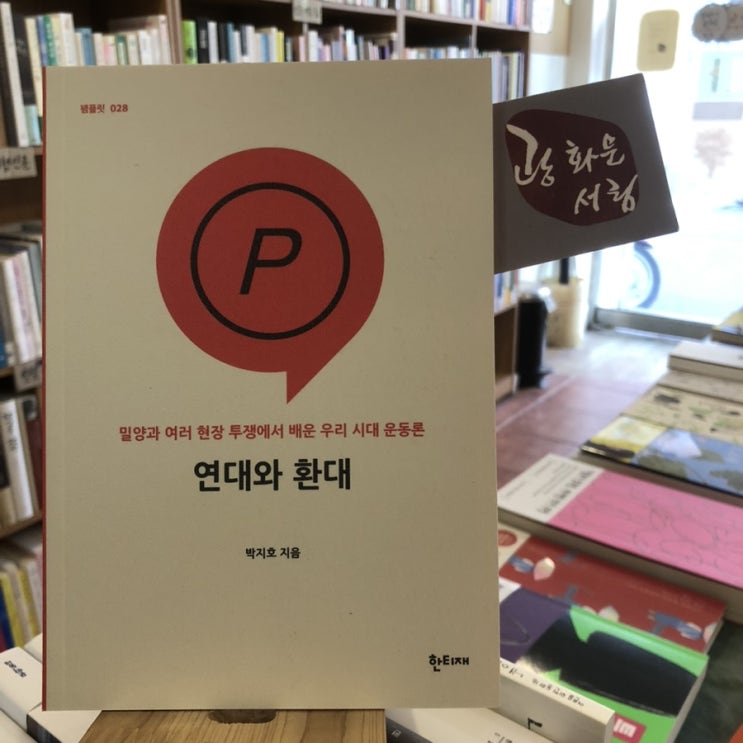 팸플릿 028
P
밀양과 여러 현장 투쟁에서 배운 우리 시대 운동론
연대와 환대
박지호 지음
한티재
광화문
서림